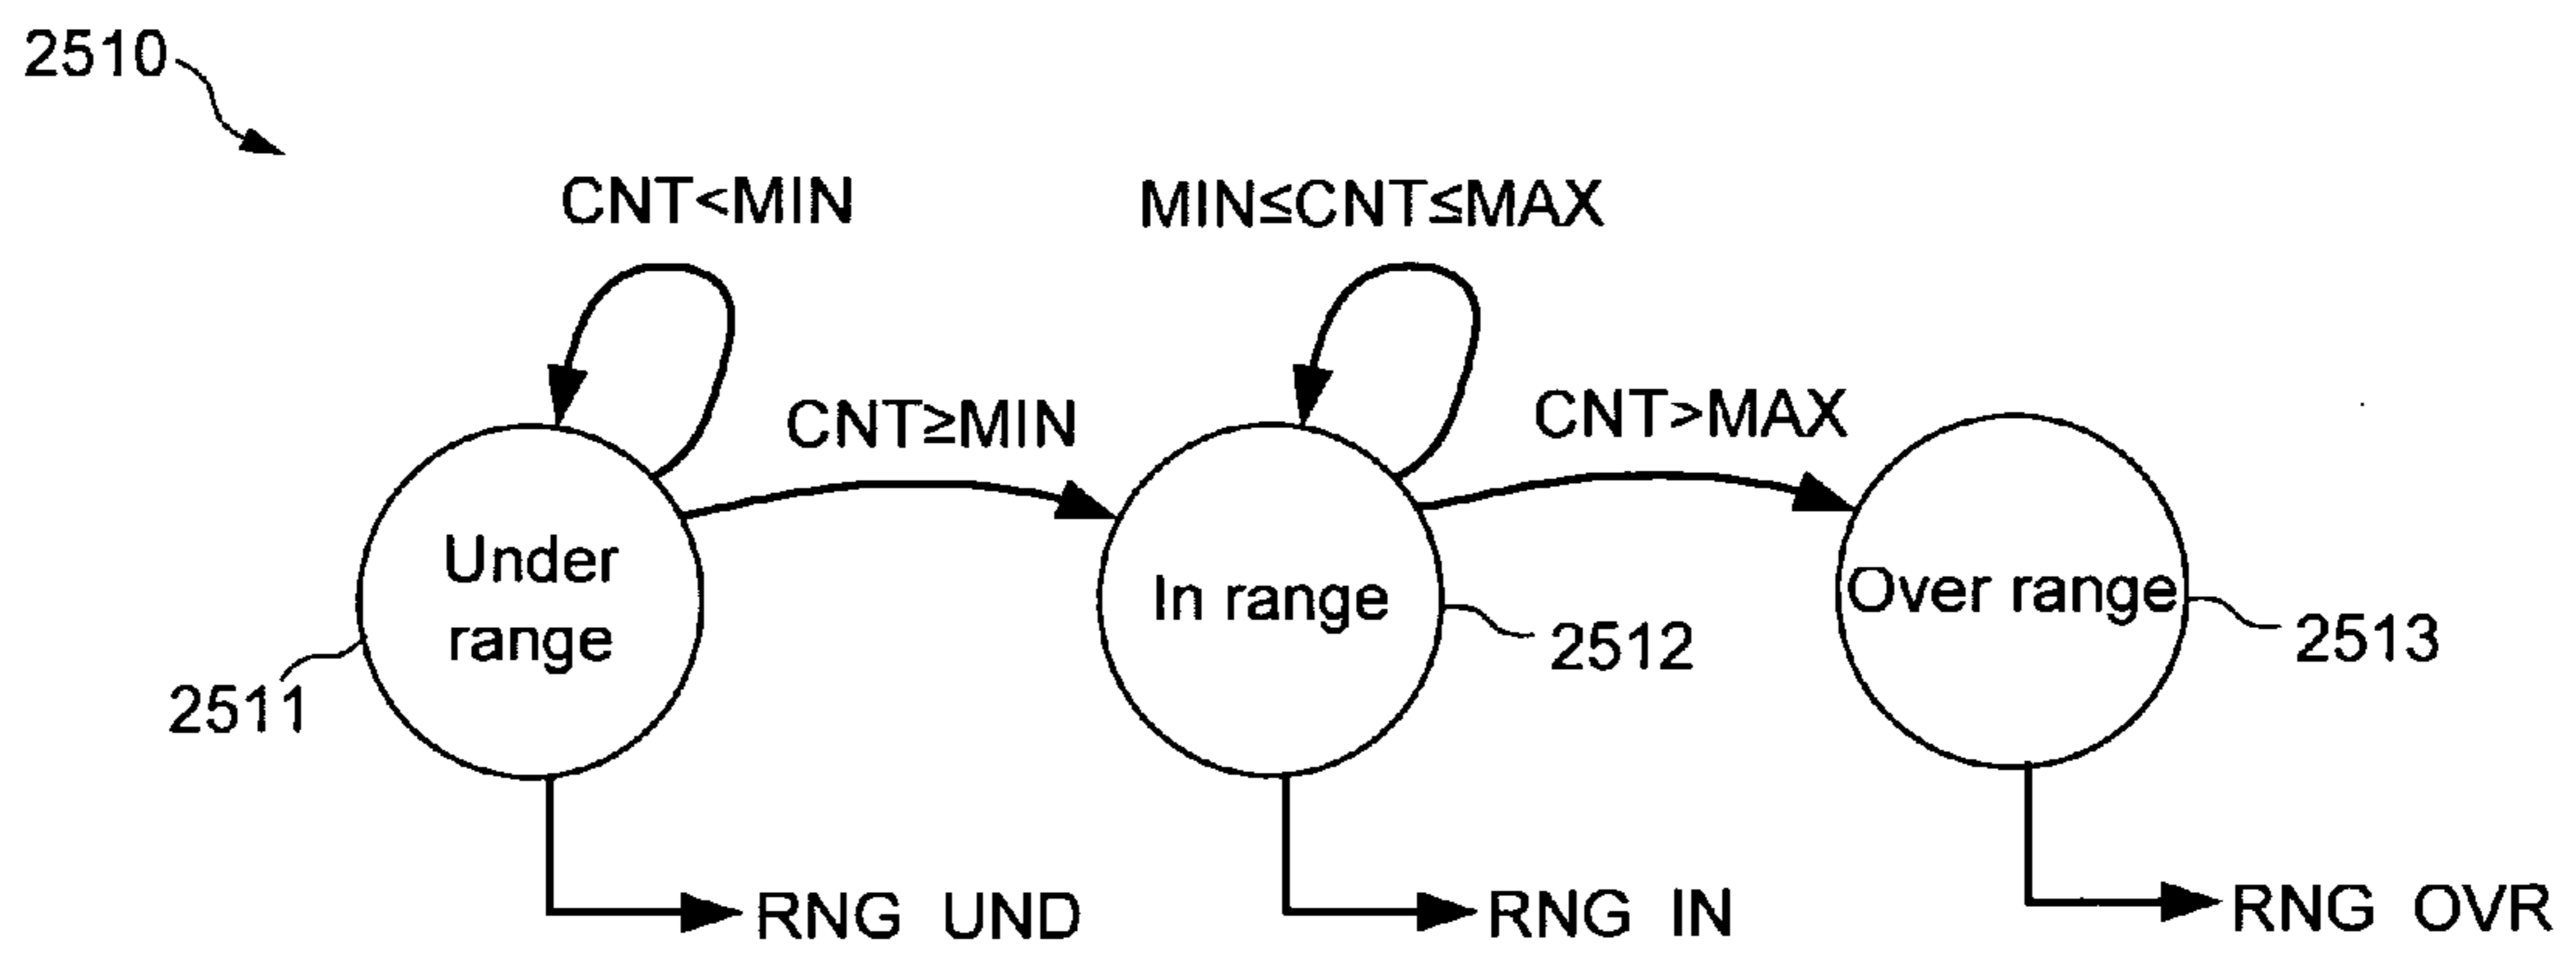 2510
CNT<MIN
MIN≤CNT≤MAX
CNT≥MIN
CNT>MAX
Under
range
In range
Over range
2511
2512
2513
RNG UND
RNG IN
RNG OVR